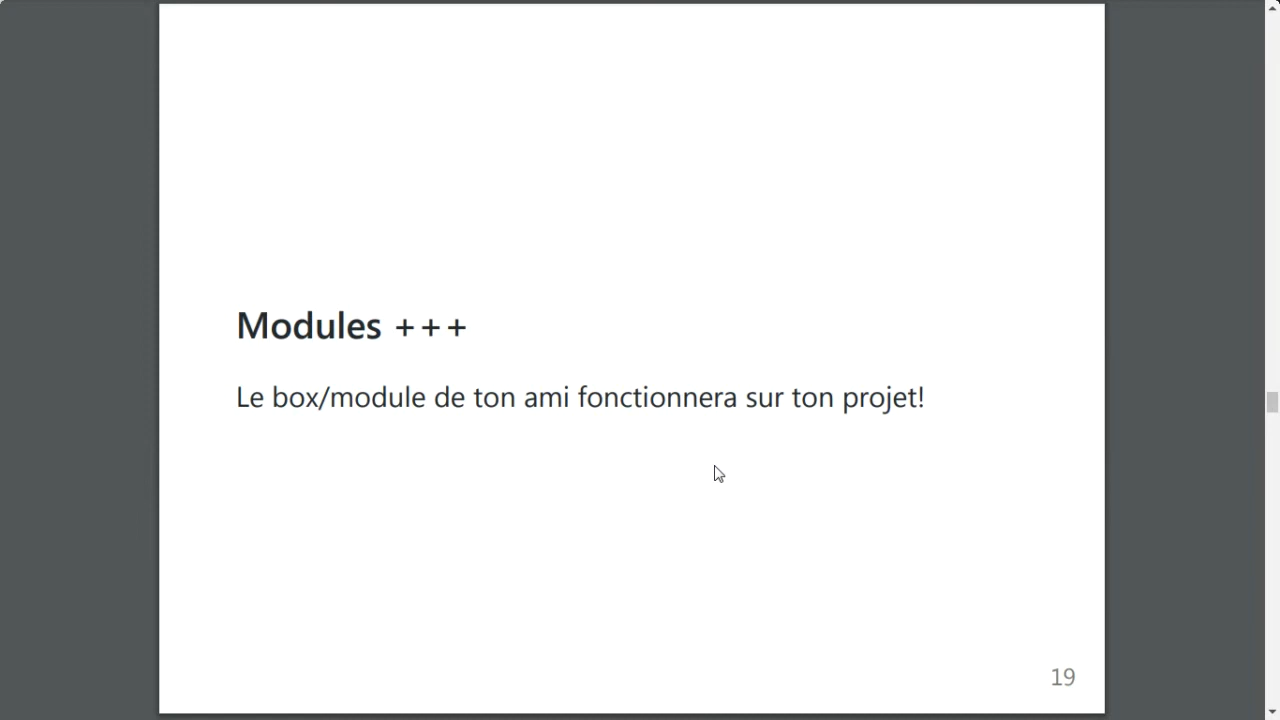 Modules +++
Le box/module de ton ami fonctionnera sur ton projet!
19